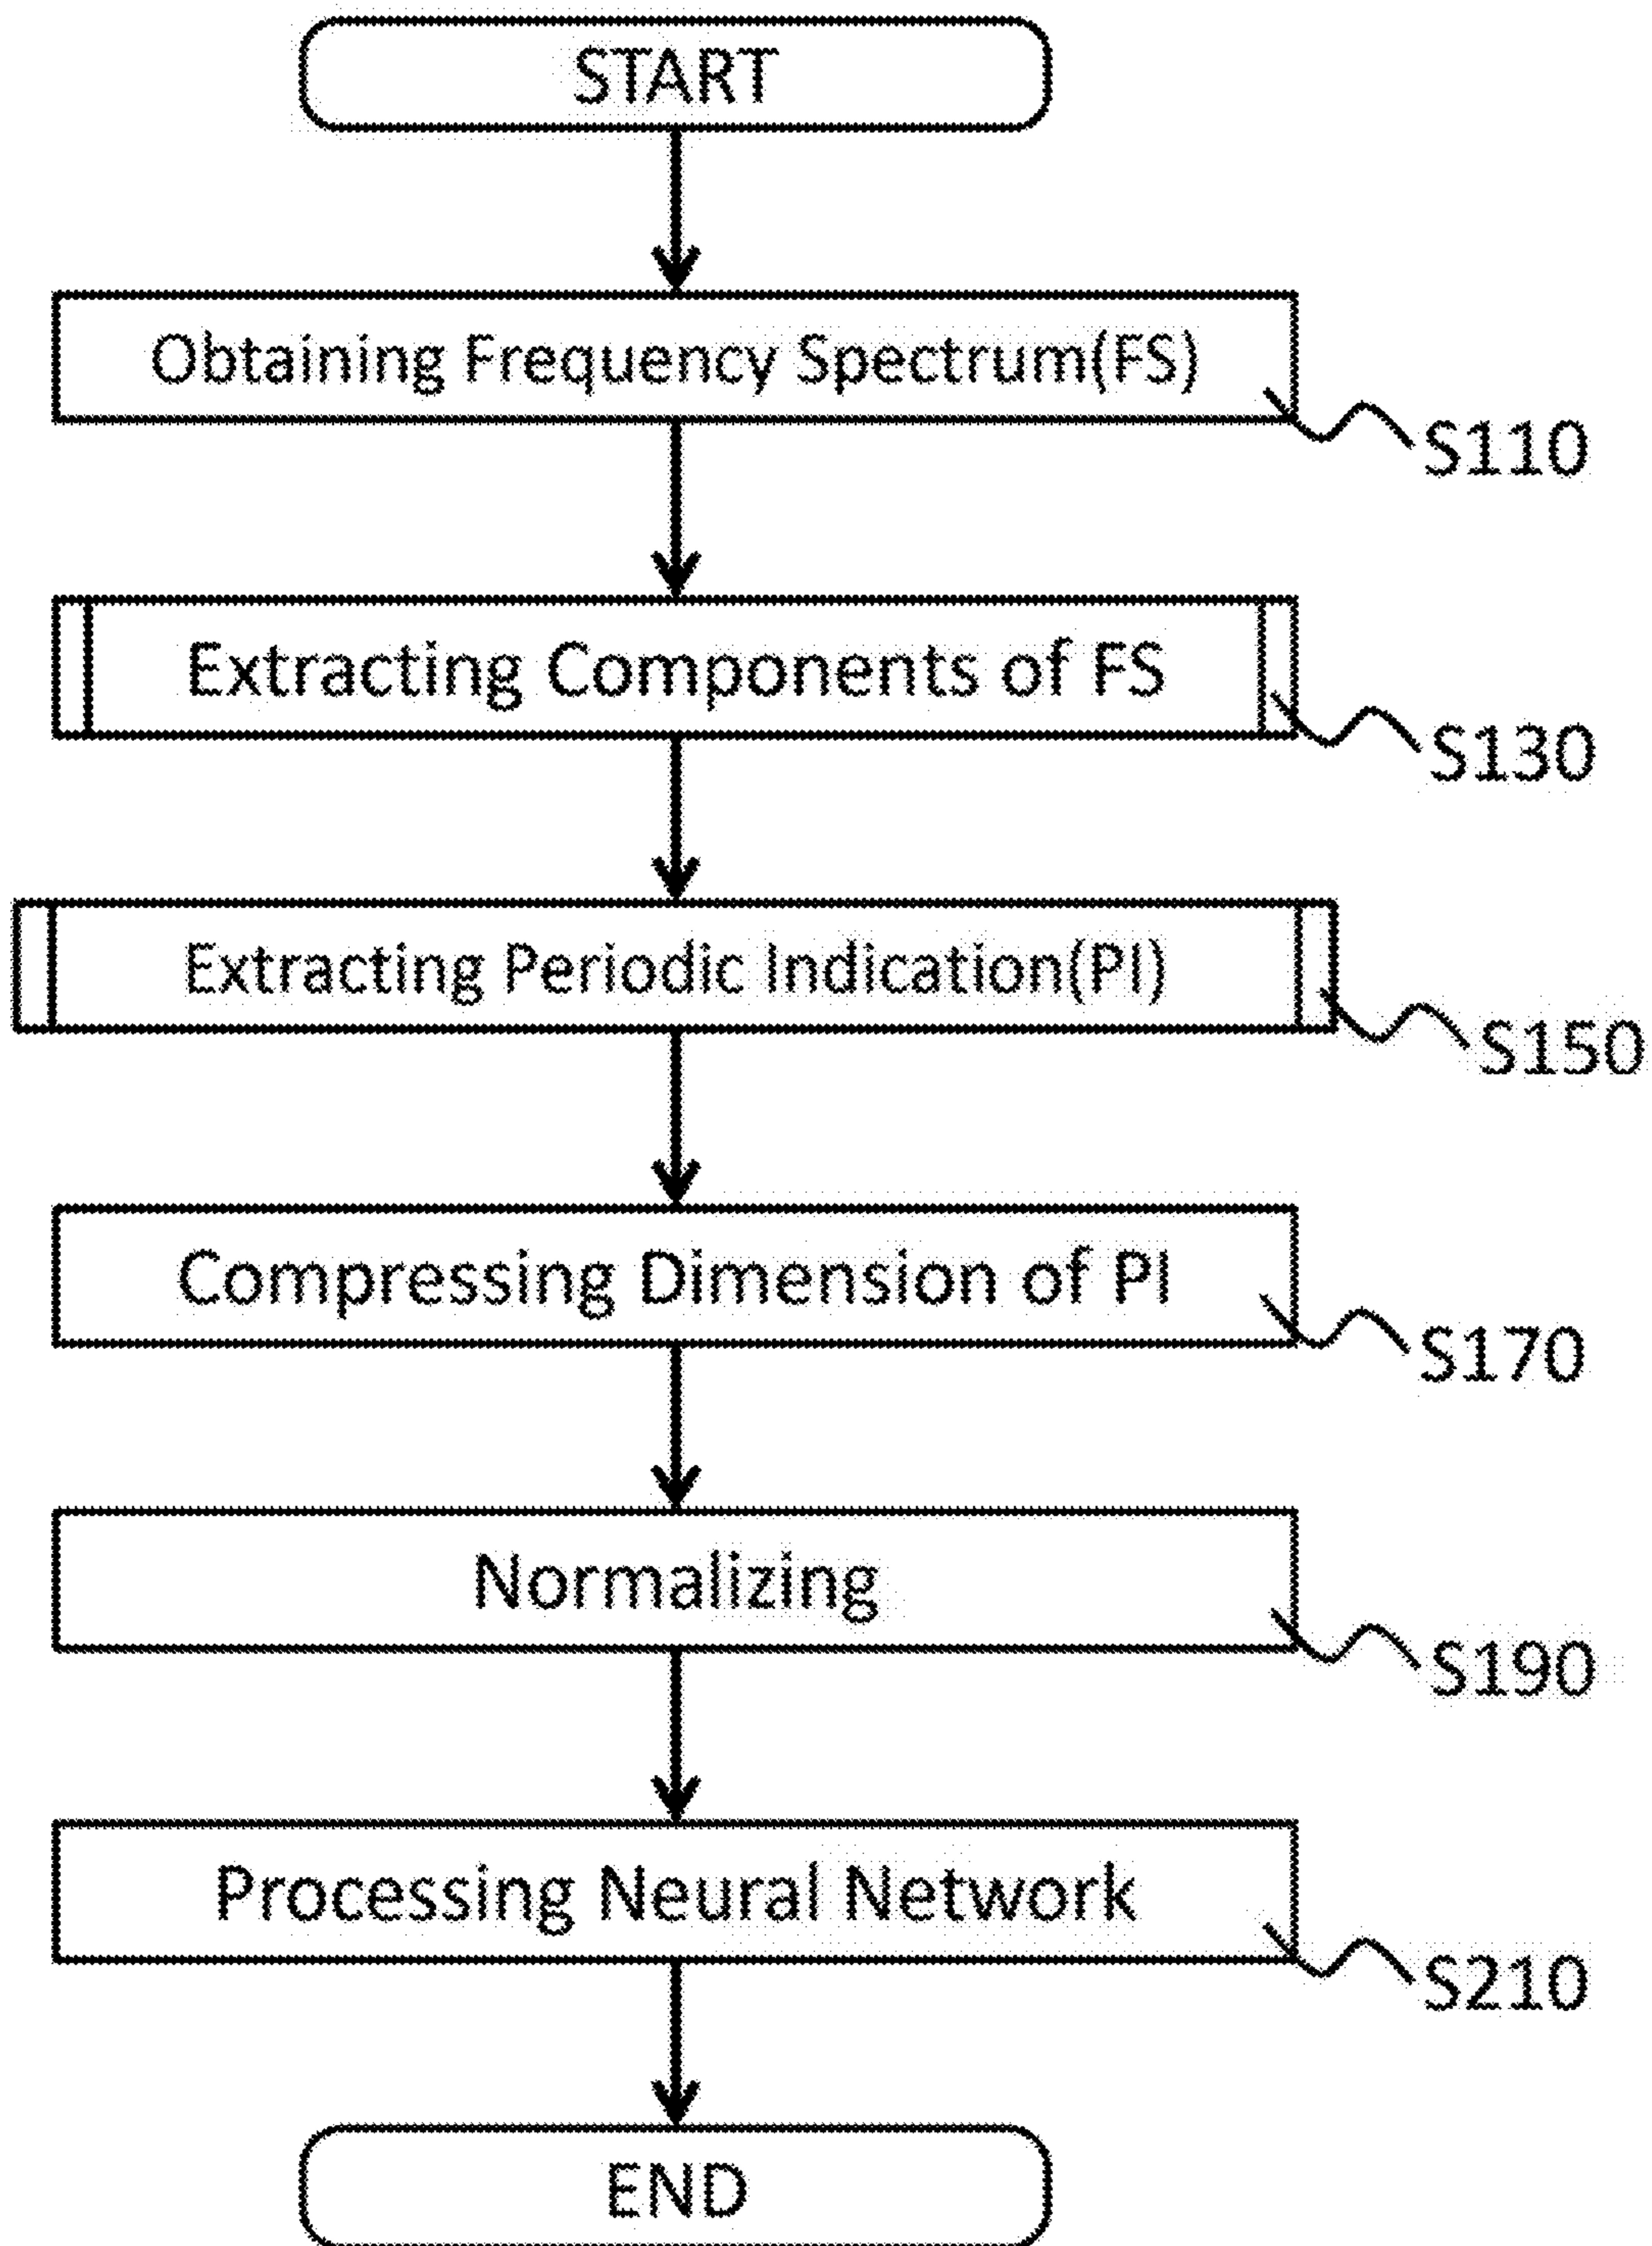 START
Obtaining Frequency Spectrum(FS)
S110
Extracting Components of FS
S130
Extracting Periodic Indication(PI)
S150
Compressing Dimension of PI
S170
Normalizing
S190
Processing Neural Network
S210
END